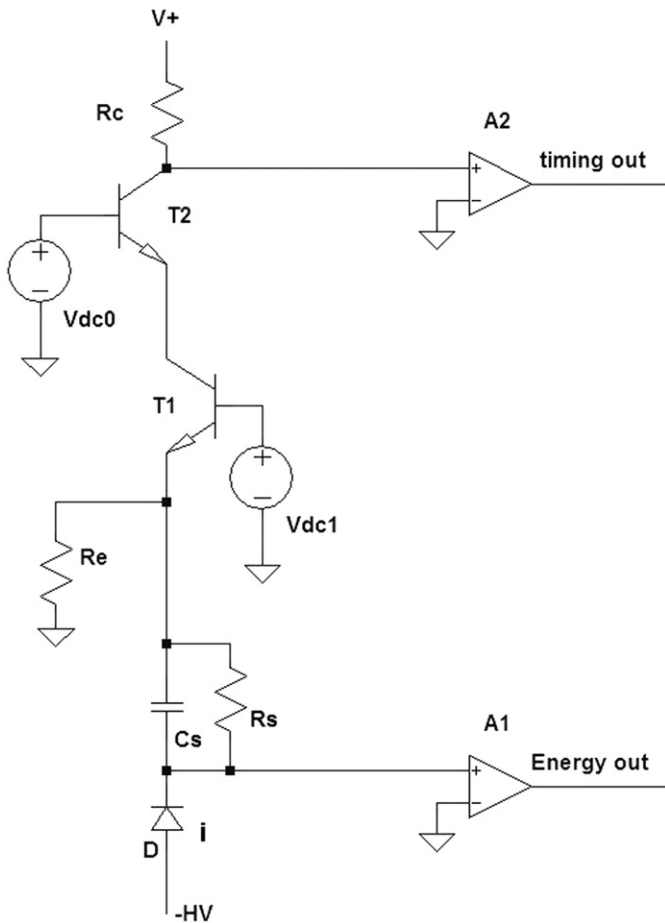 V+
Rc
A2
+
timing out
−
T2
+
−
Vdc0
T1
+
−
Vdc1
Re
Rs
Cs
A1
+
Energy out
−
D
i
-HV